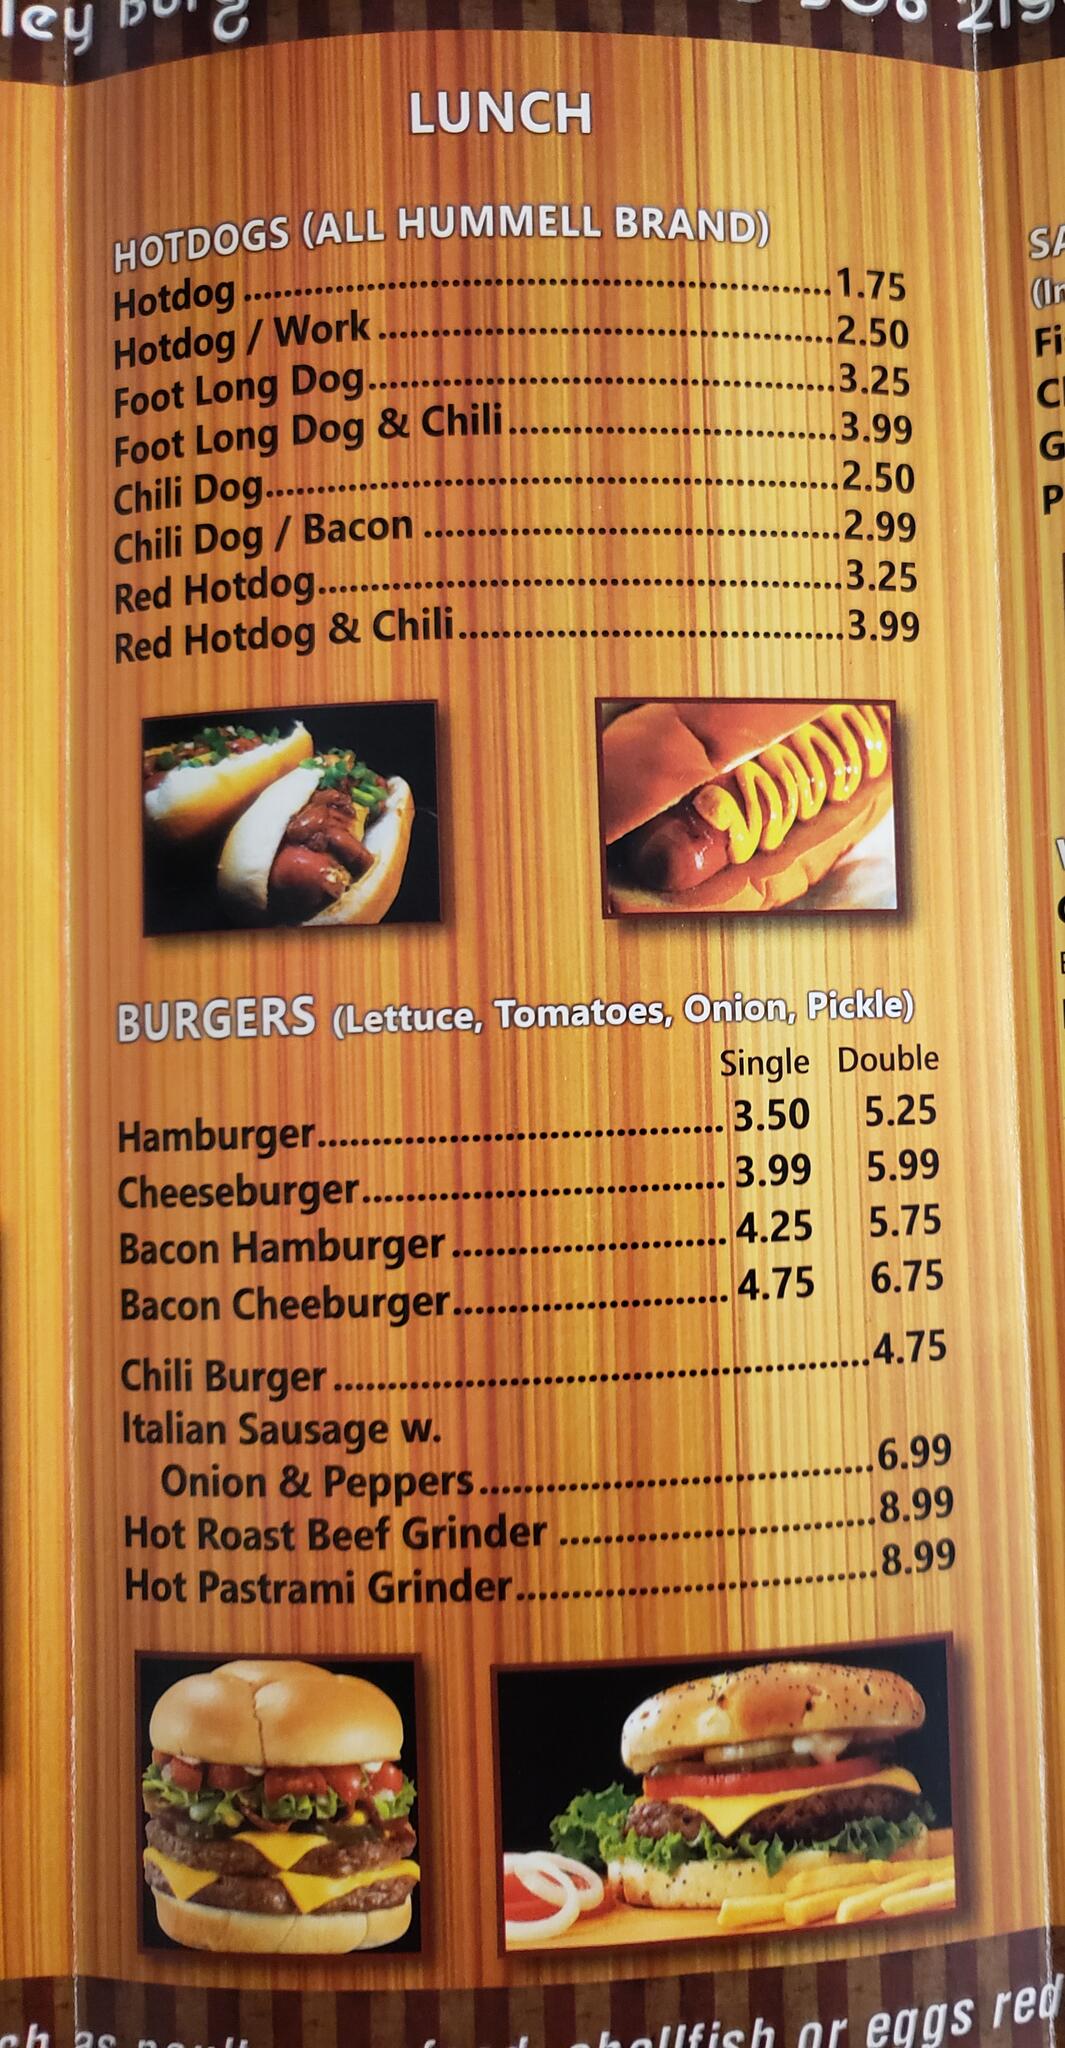 ley Burg
LUNCH
HOTDOGS (ALL HUMMELL BRAND)
Hotdog ........ 1.75
Hotdog / Work ........ 2.50
Foot Long Dog ........ 3.25
Foot Long Dog & Chili ........ 3.99
Chili Dog ........ 2.50
Chili Dog / Bacon ........ 2.99
Red Hotdog ........ 3.25
Red Hotdog & Chili ........ 3.99
BURGERS (Lettuce, Tomatoes, Onion, Pickle)
Single Double
Hamburger ........ 3.50 5.25
Cheeseburger ........ 3.99 5.99
Bacon Hamburger ........ 4.25 5.75
Bacon Cheeburger ........ 4.75 6.75
Chili Burger ........ 4.75
Italian Sausage w.
Onion & Peppers ........ 6.99
Hot Roast Beef Grinder ........ 8.99
Hot Pastrami Grinder ........ 8.99
SA
(In
Fi
G
P
shellfish or eggs red